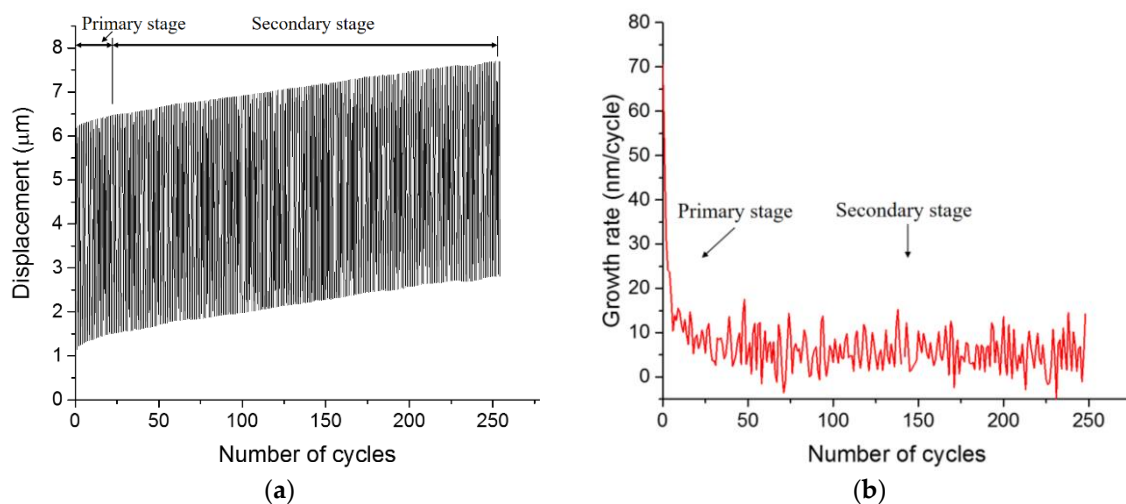 Primary stage
Secondary stage
8
7
6
5
4
3
2
1
0
Displacement (μm)
0 50 100 150 200 250
Number of cycles
(a)
80
70
60
50
40
30
20
10
0
Growth rate (nm/cycle)
Primary stage
Secondary stage
0 50 100 150 200 250
Number of cycles
(b)